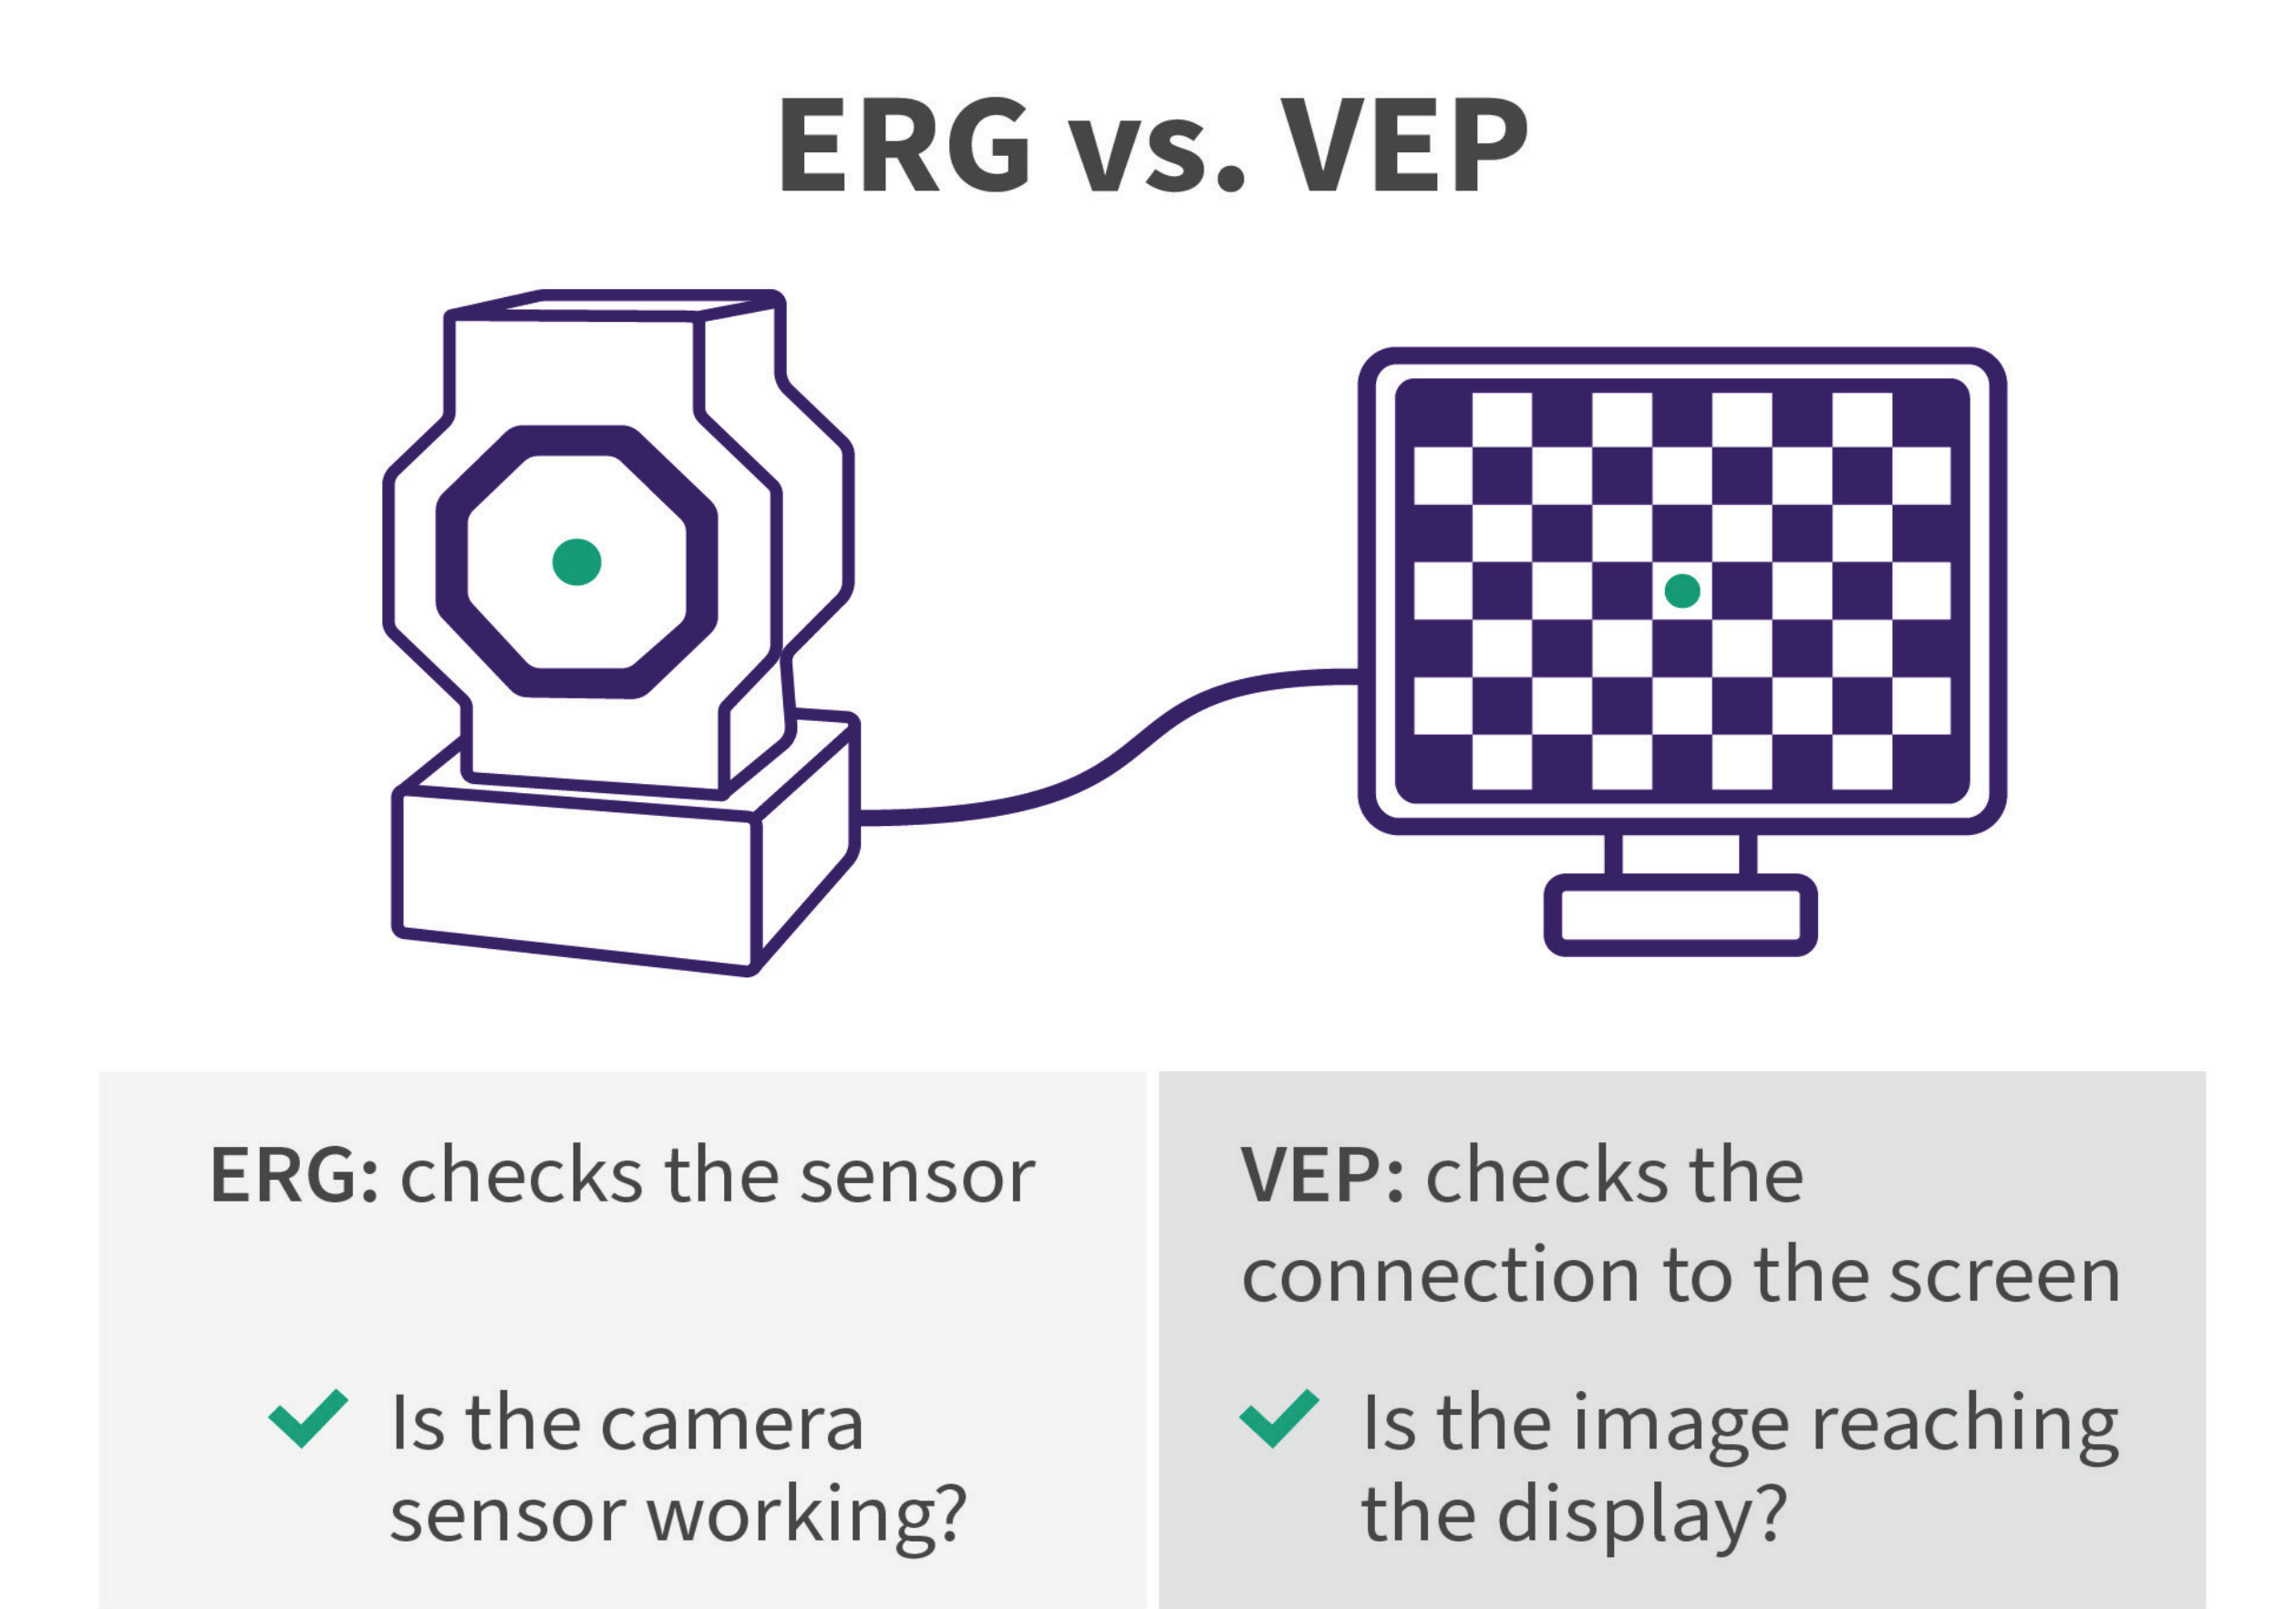 ERG vs. VEP
ERG: checks the sensor
Is the camera
sensor working?
VEP: checks the
connection to the screen
Is the image reaching
the display?